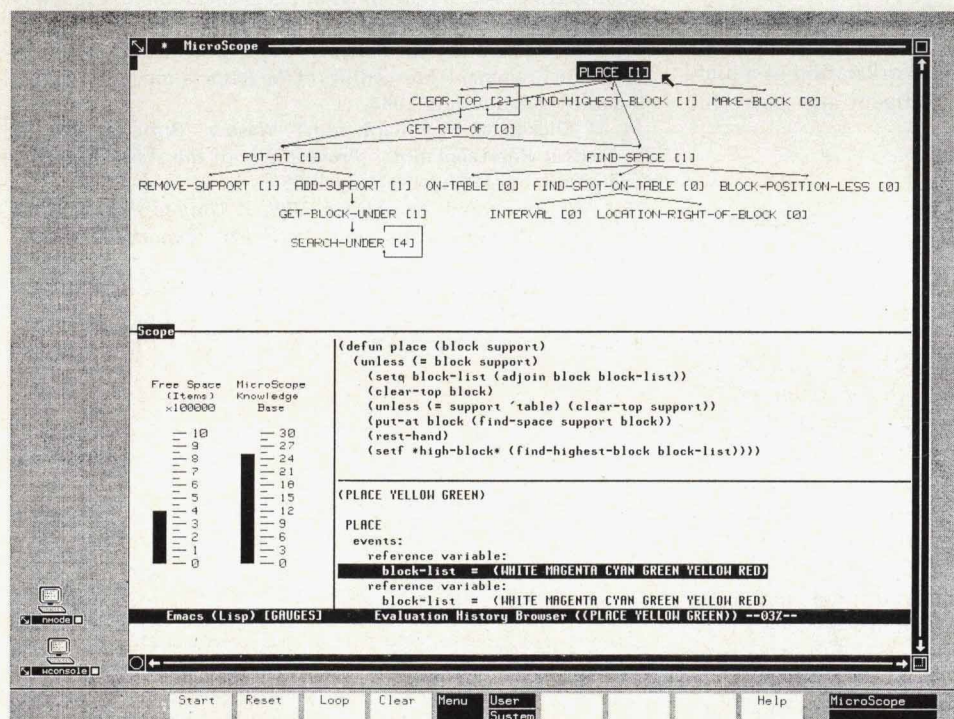 * MicroScope
PLACE [1]
CLEAR-TOP [2] FIND-HIGHEST-BLOCK [1] MAKE-BLOCK [0]
GET-RID-OF [0]
PUT-AT [1] FIND-SPACE [1]
REMOVE-SUPPORT [1] ADD-SUPPORT [1] ON-TABLE [0] FIND-SPOT-ON-TABLE [0] BLOCK-POSITION-LESS [0]
GET-BLOCK-UNDER [1] INTERVAL [0] LOCATION-RIGHT-OF-BLOCK [0]
SEARCH-UNDER [4]
Scope
Free Space
(Items)
x100000
10
9
8
7
6
5
4
3
2
1
0
MicroScope
Knowledge
Base
30
27
24
21
18
15
12
9
6
3
0
(defun place (block support)
(unless (= block support)
(setq block-list (adjoin block block-list))
(clear-top block)
(unless (= support 'table) (clear-top support))
(put-at block (find-space support block))
(rest-hand)
(setf *high-block* (find-highest-block block-list))))
(PLACE YELLOW GREEN)
PLACE
events:
reference variable:
block-list = (WHITE MAGENTA CYAN GREEN YELLOW RED)
reference variable:
block-list = (WHITE MAGENTA CYAN GREEN YELLOW RED)
Emacs (Lisp) [GAUGES] Evaluation History Browser ((PLACE YELLOW GREEN)) --03%--
nmode
wconsole
Start Reset Loop Clear Menu User Help MicroScope
System